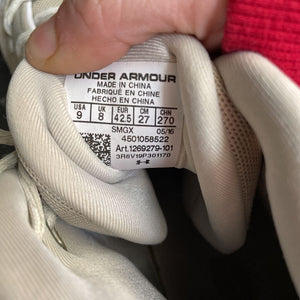 UNDER ARMOUR
MADE IN CHINA
FABRIQUÉ EN CHINE
HECHO EN CHINA
USA UK EUR CM CHN
9 8 42.5 27 270
SMGX 05/16
4501058522
Art.1269279-101
3R6V19P301170